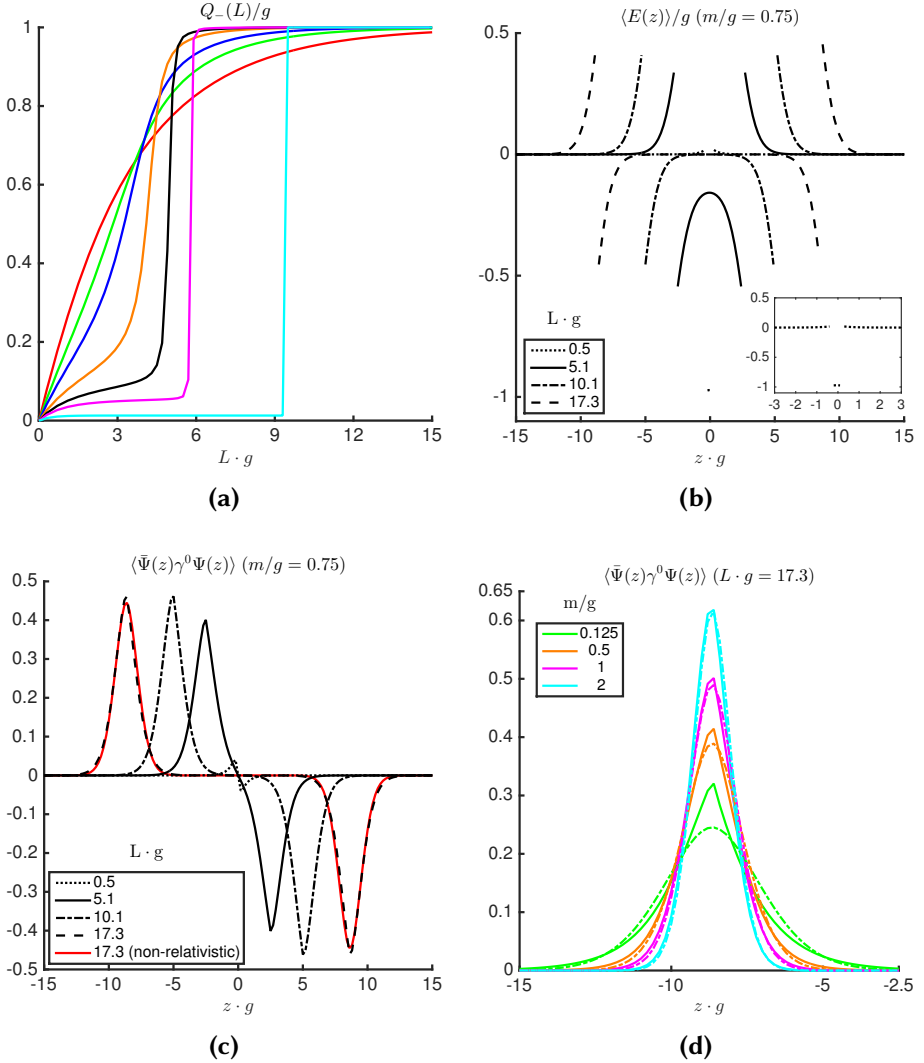 Q₋(L)/g
1
0.8
0.6
0.4
0.2
0
0 3 6 9 12 15
L · g
(a)
⟨E(z)⟩/g (m/g = 0.75)
0.5
0
-0.5
-1
L · g
0.5
5.1
10.1
17.3
0.5
0
-0.5
-1
-3 -2 -1 0 1 2 3
-15 -10 -5 0 5 10 15
z · g
(b)
⟨Ψ̄(z)γ⁰Ψ(z)⟩ (m/g = 0.75)
0.5
0.4
0.3
0.2
0.1
0
-0.1
-0.2
-0.3
-0.4
-0.5
L · g
0.5
5.1
10.1
17.3
17.3 (non-relativistic)
-15 -10 -5 0 5 10 15
z · g
(c)
⟨Ψ̄(z)γ⁰Ψ(z)⟩ (L · g = 17.3)
0.65
0.6
0.5
0.4
0.3
0.2
0.1
0
m/g
0.125
0.5
1
2
-15 -10 -5 -2.5
z · g
(d)